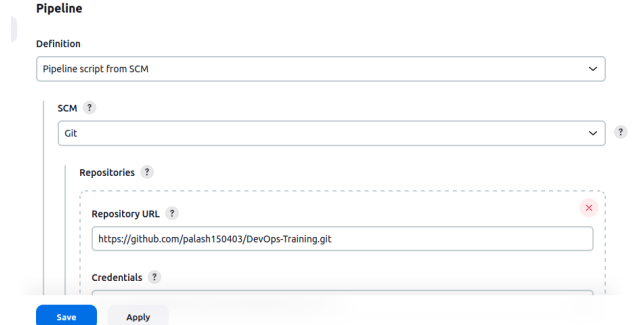 Pipeline
Definition
Pipeline script from SCM
SCM ?
Git
?
Repositories ?
Repository URL ?
https://github.com/palash150403/DevOps-Training.git
Credentials ?
Save Apply